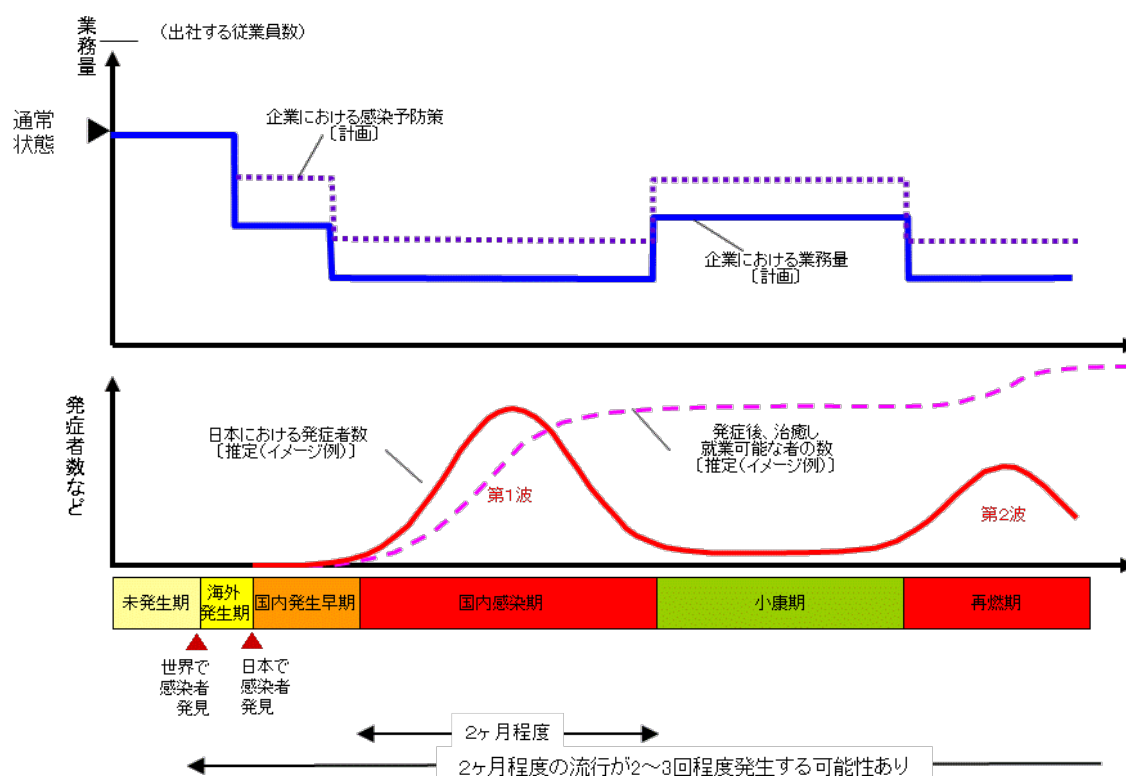 業務量
（出社する従業員数）
通常
状態
企業における感染予防策
〔計画〕
企業における業務量
〔計画〕
発症者数など
日本における発症者数
〔推定(イメージ例)〕
発症後、治癒し
就業可能な者の数
〔推定(イメージ例)〕
第1波
第2波
未発生期
海外
発生期
国内発生早期
国内感染期
小康期
再燃期
世界で
感染者
発見
日本で
感染者
発見
2ヶ月程度
2ヶ月程度の流行が2～3回程度発生する可能性あり